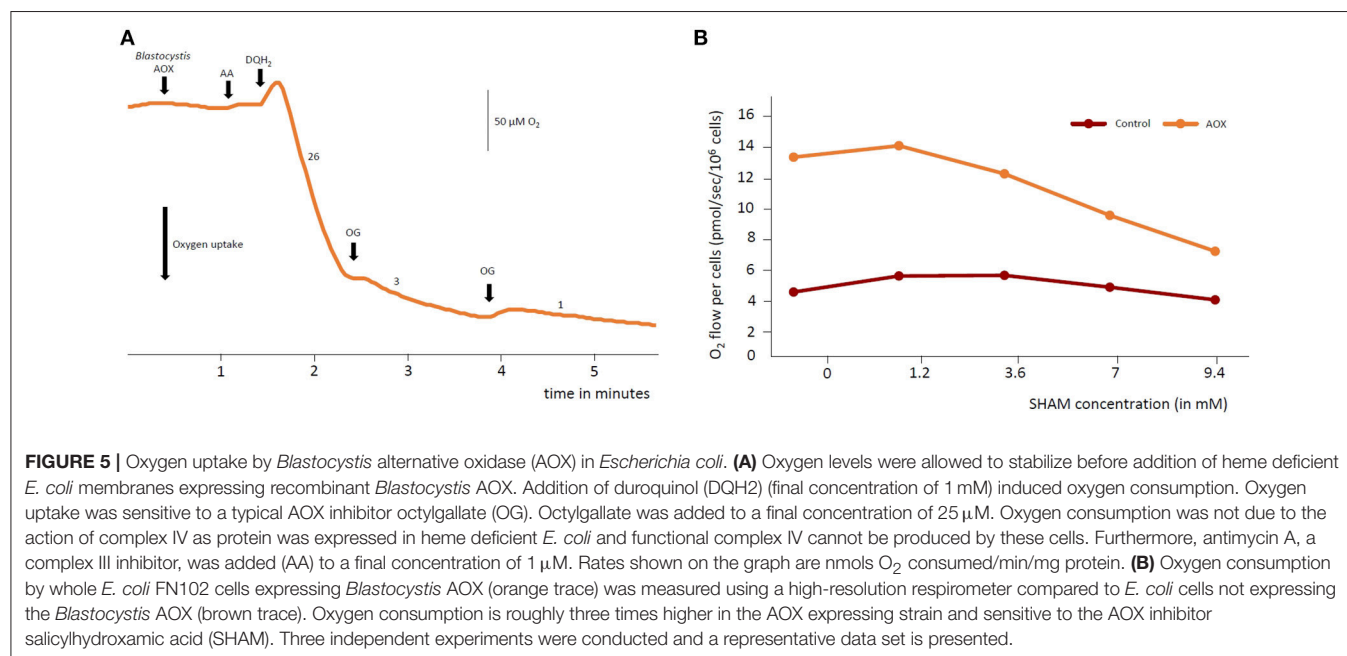 A
Blastocystis
AOX
AA
DQH₂
50 µM O₂
26
Oxygen uptake
OG
3
OG
1
1 2 3 4 5
time in minutes
B
O₂ flow per cells (pmol/sec/10⁶ cells)
16
14
12
10
8
6
4
2
0
Control AOX
0 1.2 3.6 7 9.4
SHAM concentration (in mM)
FIGURE 5 | Oxygen uptake by Blastocystis alternative oxidase (AOX) in Escherichia coli. (A) Oxygen levels were allowed to stabilize before addition of heme deficient
E. coli membranes expressing recombinant Blastocystis AOX. Addition of duroquinol (DQH2) (final concentration of 1 mM) induced oxygen consumption. Oxygen
uptake was sensitive to a typical AOX inhibitor octylgallate (OG). Octylgallate was added to a final concentration of 25 µM. Oxygen consumption was not due to the
action of complex IV as protein was expressed in heme deficient E. coli and functional complex IV cannot be produced by these cells. Furthermore, antimycin A, a
complex III inhibitor, was added (AA) to a final concentration of 1 µM. Rates shown on the graph are nmols O₂ consumed/min/mg protein. (B) Oxygen consumption
by whole E. coli FN102 cells expressing Blastocystis AOX (orange trace) was measured using a high-resolution respirometer compared to E. coli cells not expressing
the Blastocystis AOX (brown trace). Oxygen consumption is roughly three times higher in the AOX expressing strain and sensitive to the AOX inhibitor
salicylhydroxamic acid (SHAM). Three independent experiments were conducted and a representative data set is presented.